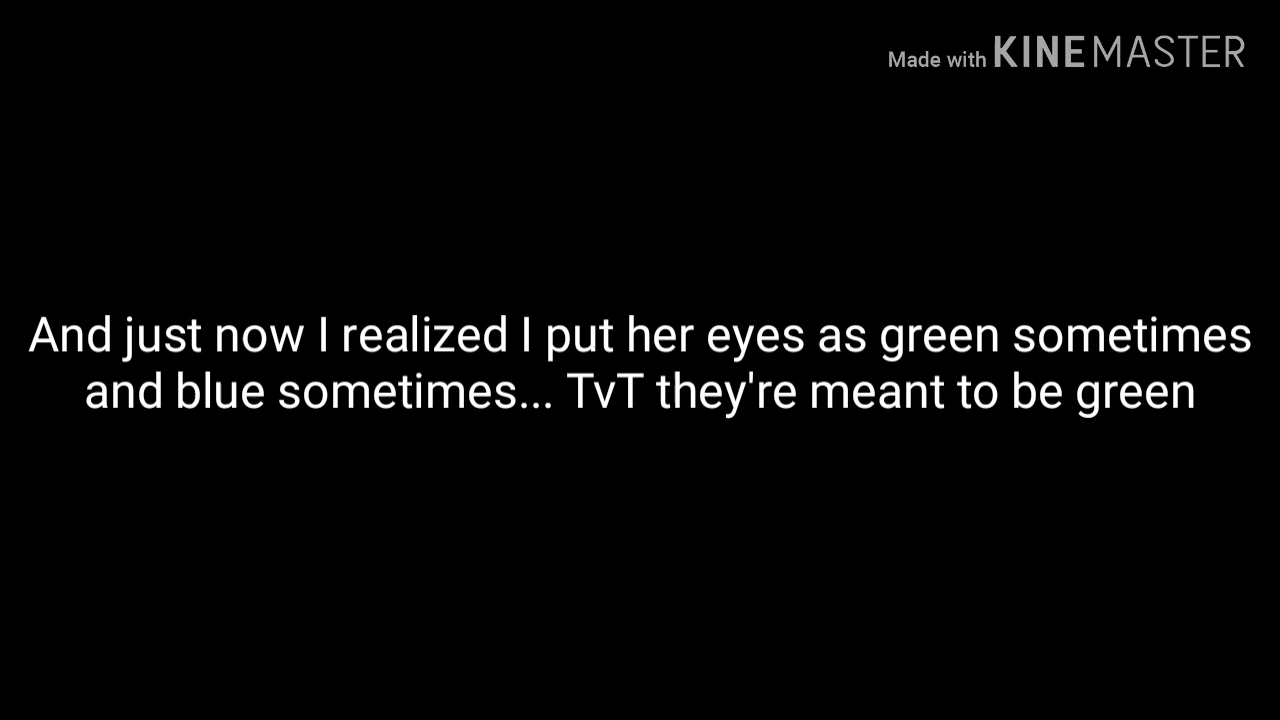 Made with KINEMASTER
And just now I realized I put her eyes as green sometimes
and blue sometimes... TvT they're meant to be green